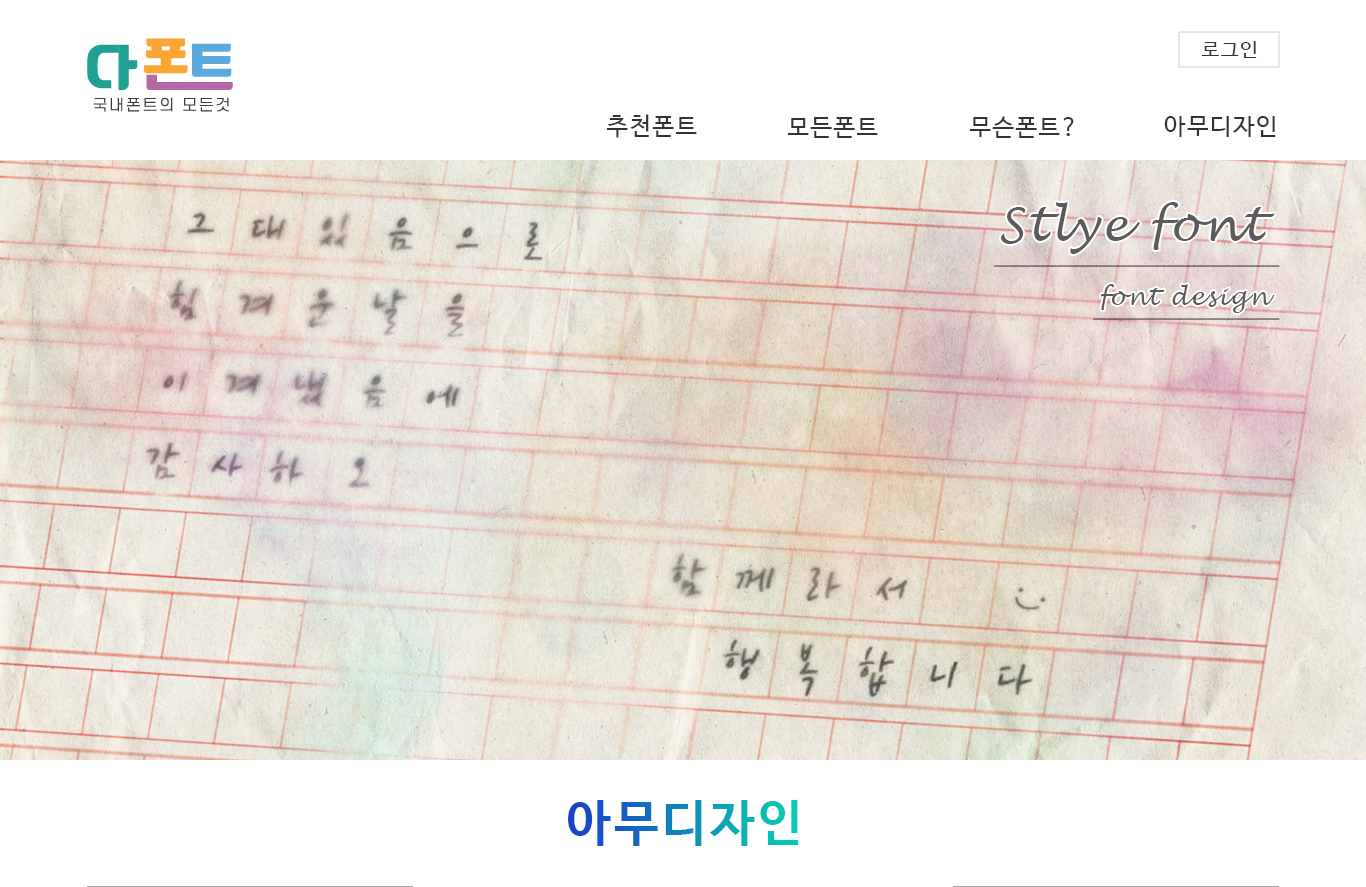 다폰트
국내폰트의 모든것
로그인
추천폰트 모든폰트 무슨폰트? 아무디자인
Stlye font
font design
그대있음으론
힘겨운날을
이겨냈음에
감사하오
함께라서
행복합니다
아무디자인